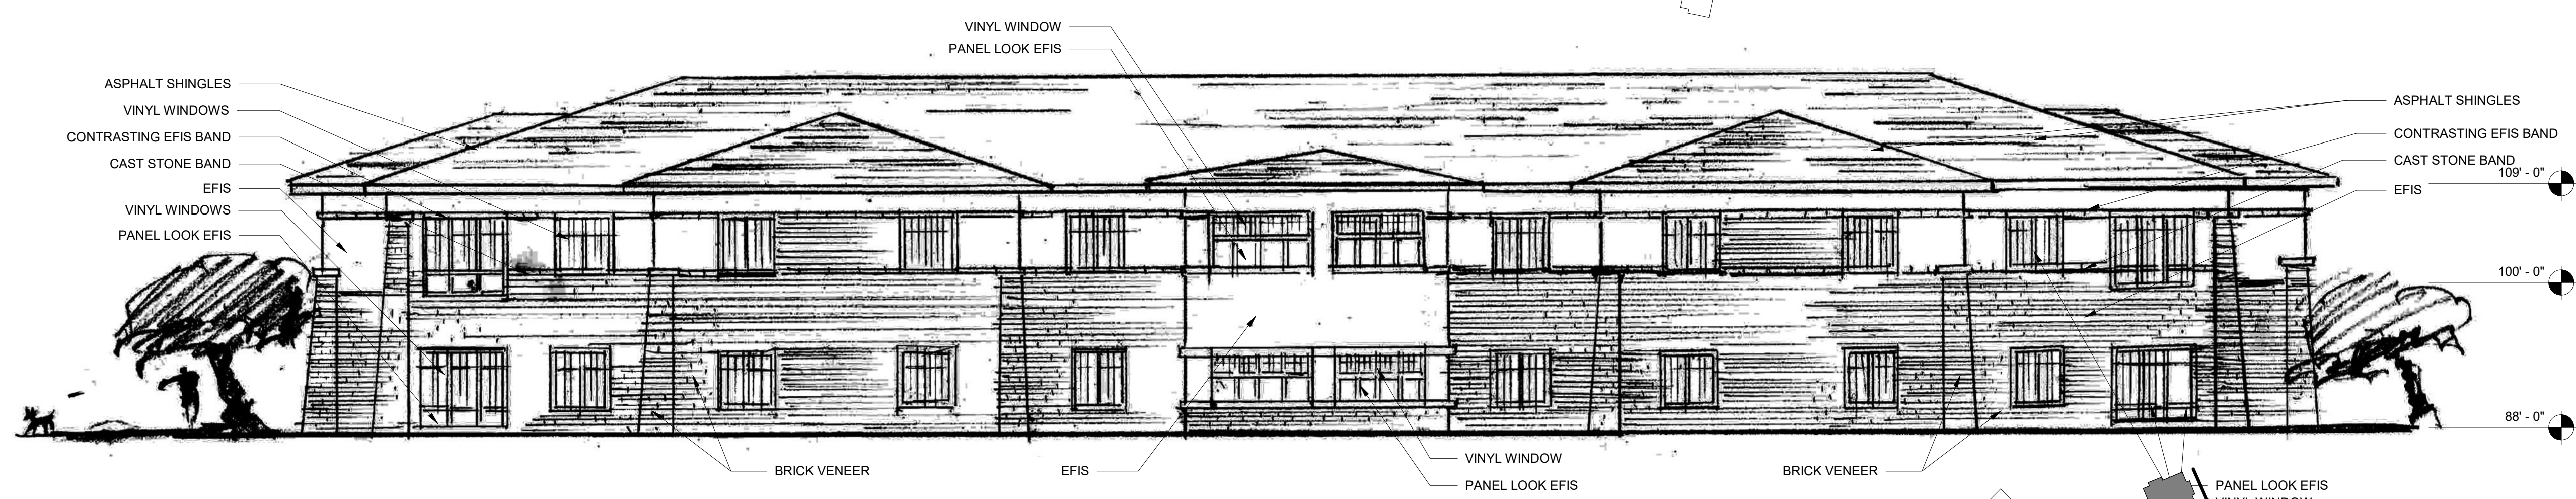 VINYL WINDOW
PANEL LOOK EFIS
ASPHALT SHINGLES
VINYL WINDOWS
CONTRASTING EFIS BAND
CAST STONE BAND
EFIS
VINYL WINDOWS
PANEL LOOK EFIS
ASPHALT SHINGLES
CONTRASTING EFIS BAND
CAST STONE BAND
109' - 0"
EFIS
100' - 0"
88' - 0"
BRICK VENEER
EFIS
VINYL WINDOW
PANEL LOOK EFIS
BRICK VENEER
PANEL LOOK EFIS
VINYL WINDOW